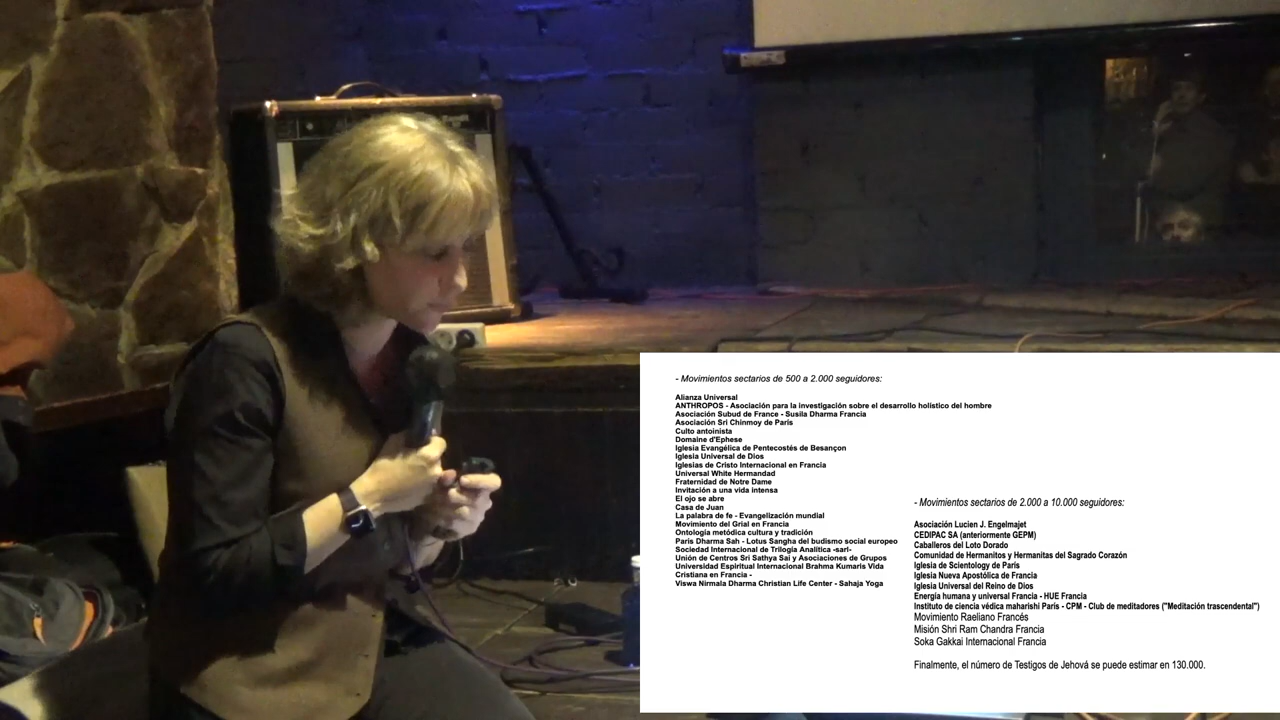 - Movimientos sectarios de 500 a 2.000 seguidores:
Alianza Universal
ANTHROPOS - Asociación para la investigación sobre el desarrollo holístico del hombre
Asociación Subud de France - Susila Dharma Francia
Asociación Sri Chinmoy de París
Culto antoinista
Domaine d'Ephese
Iglesia Evangélica de Pentecostés de Besançon
Iglesia Universal de Dios
Iglesias de Cristo Internacional en Francia
Universal White Hermandad
Fraternidad de Notre Dame
Invitación a una vida intensa
El ojo se abre
Casa de Juan
La palabra de fe - Evangelización mundial
Movimiento del Grial en Francia
Ontología metódica cultura y tradición
París Dharma Sah - Lotus Sangha del budismo social europeo
Sociedad Internacional de Trilogía Analítica -sarl-
Unión de Centros Sri Sathya Sai y Asociaciones de Grupos
Universidad Espiritual Internacional Brahma Kumaris Vida
Cristiana en Francia -
Viswa Nirmala Dharma Christian Life Center - Sahaja Yoga
- Movimientos sectarios de 2.000 a 10.000 seguidores:
Asociación Lucien J. Engelmajet
CEDIPAC SA (anteriormente GEPM)
Caballeros del Loto Dorado
Comunidad de Hermanitos y Hermanitas del Sagrado Corazón
Iglesia de Scientology de París
Iglesia Nueva Apostólica de Francia
Iglesia Universal del Reino de Dios
Energía humana y universal Francia - HUE Francia
Instituto de ciencia védica maharishi París - CPM - Club de meditadores ("Meditación trascendental")
Movimiento Raeliano Francés
Misión Shri Ram Chandra Francia
Soka Gakkai Internacional Francia
Finalmente, el número de Testigos de Jehová se puede estimar en 130.000.